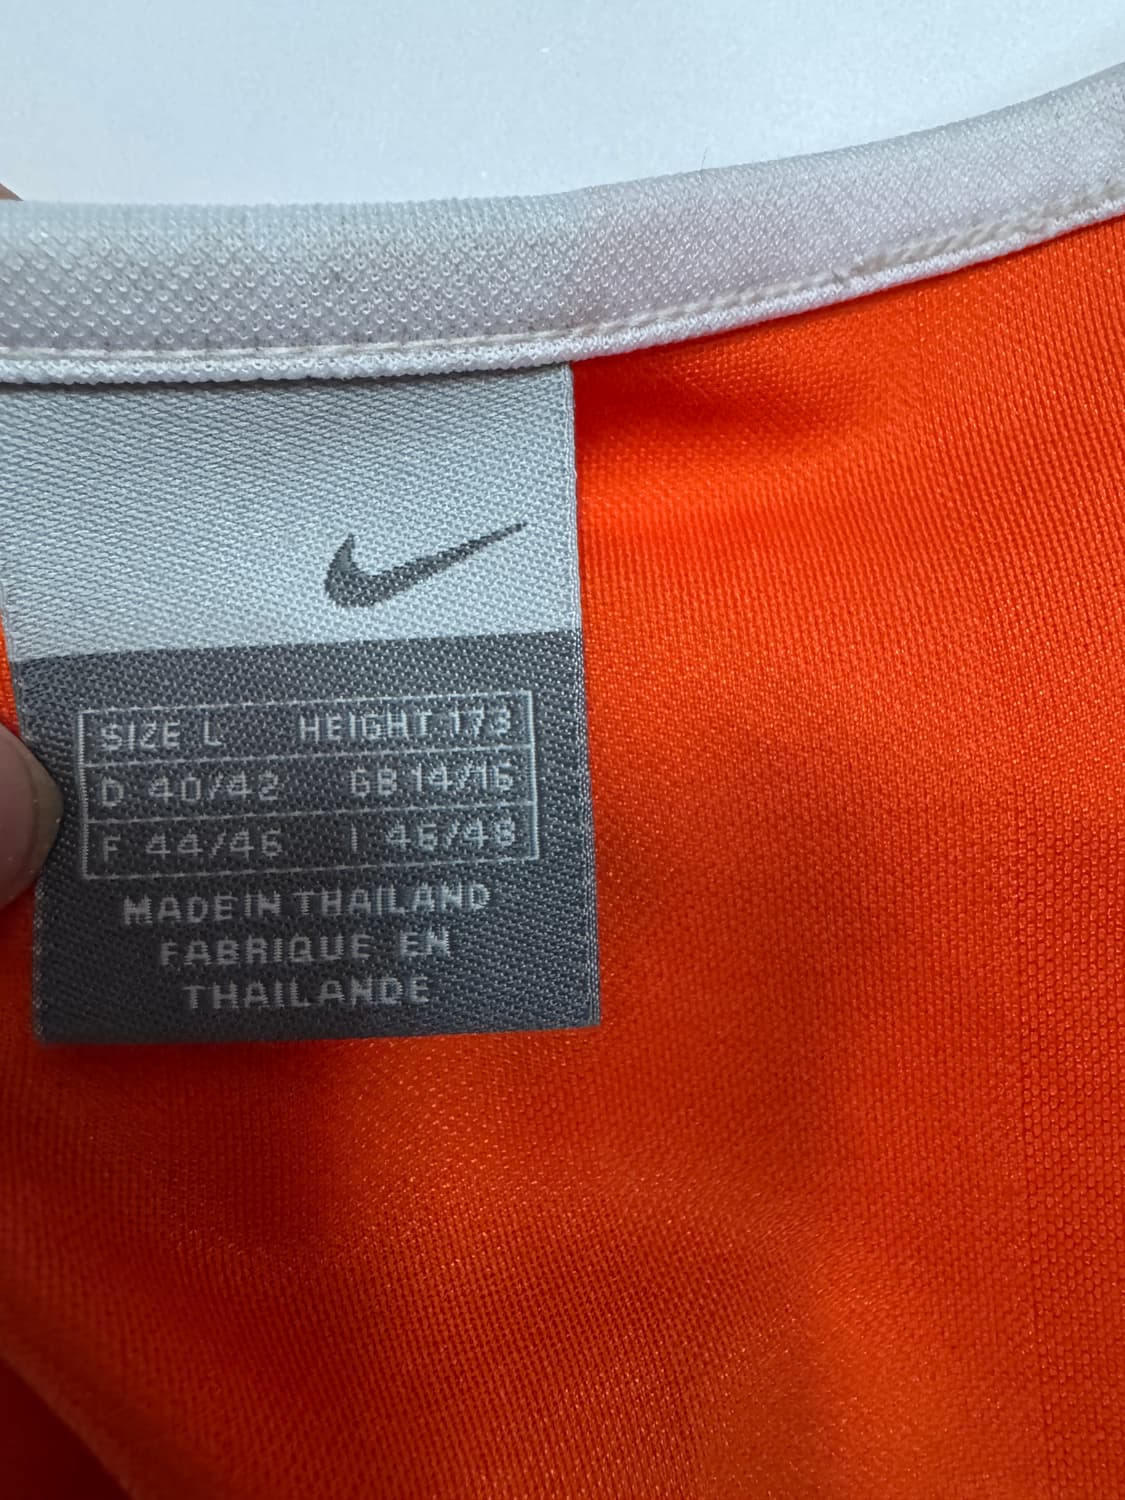 SIZE L HEIGHT 173
D 40/42 GB 14/16
F 44/46 I 46/48
MADE IN THAILAND
FABRIQUE EN
THAILANDE